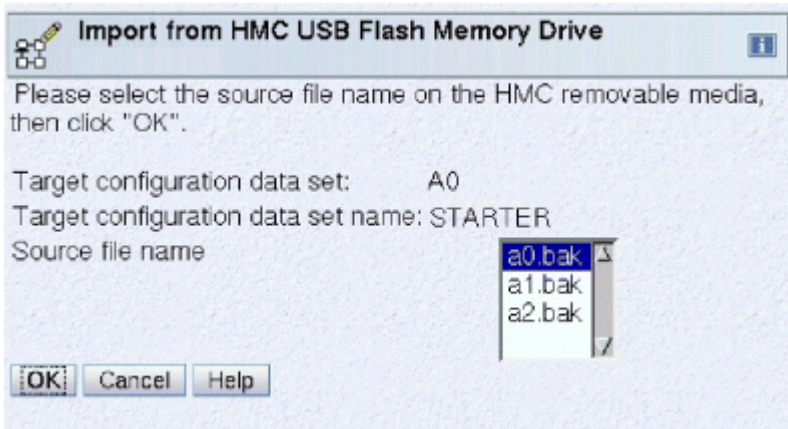 Import from HMC USB Flash Memory Drive
i
Please select the source file name on the HMC removable media,
then click "OK".
Target configuration data set: A0
Target configuration data set name: STARTER
Source file name
a0.bak
a1.bak
a2.bak
OK Cancel Help